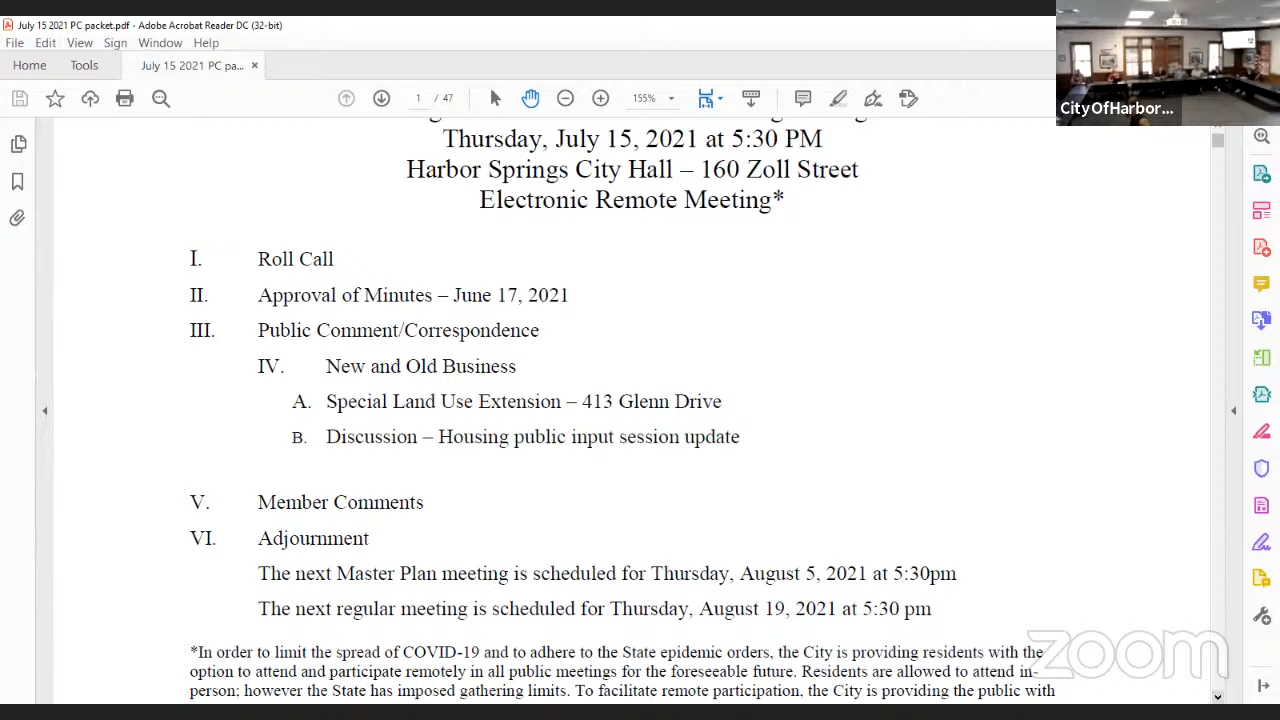 July 15 2021 PC packet.pdf - Adobe Acrobat Reader DC (32-bit)
File Edit View Sign Window Help
Home Tools July 15 2021 PC pa... ×
1 / 47 155%
CityOfHarbor...
Thursday, July 15, 2021 at 5:30 PM
Harbor Springs City Hall – 160 Zoll Street
Electronic Remote Meeting*
I. Roll Call
II. Approval of Minutes – June 17, 2021
III. Public Comment/Correspondence
IV. New and Old Business
A. Special Land Use Extension – 413 Glenn Drive
B. Discussion – Housing public input session update
V. Member Comments
VI. Adjournment
The next Master Plan meeting is scheduled for Thursday, August 5, 2021 at 5:30pm
The next regular meeting is scheduled for Thursday, August 19, 2021 at 5:30 pm
*In order to limit the spread of COVID-19 and to adhere to the State epidemic orders, the City is providing residents with the
option to attend and participate remotely in all public meetings for the foreseeable future. Residents are allowed to attend in-
person; however the State has imposed gathering limits. To facilitate remote participation, the City is providing the public with
zoom